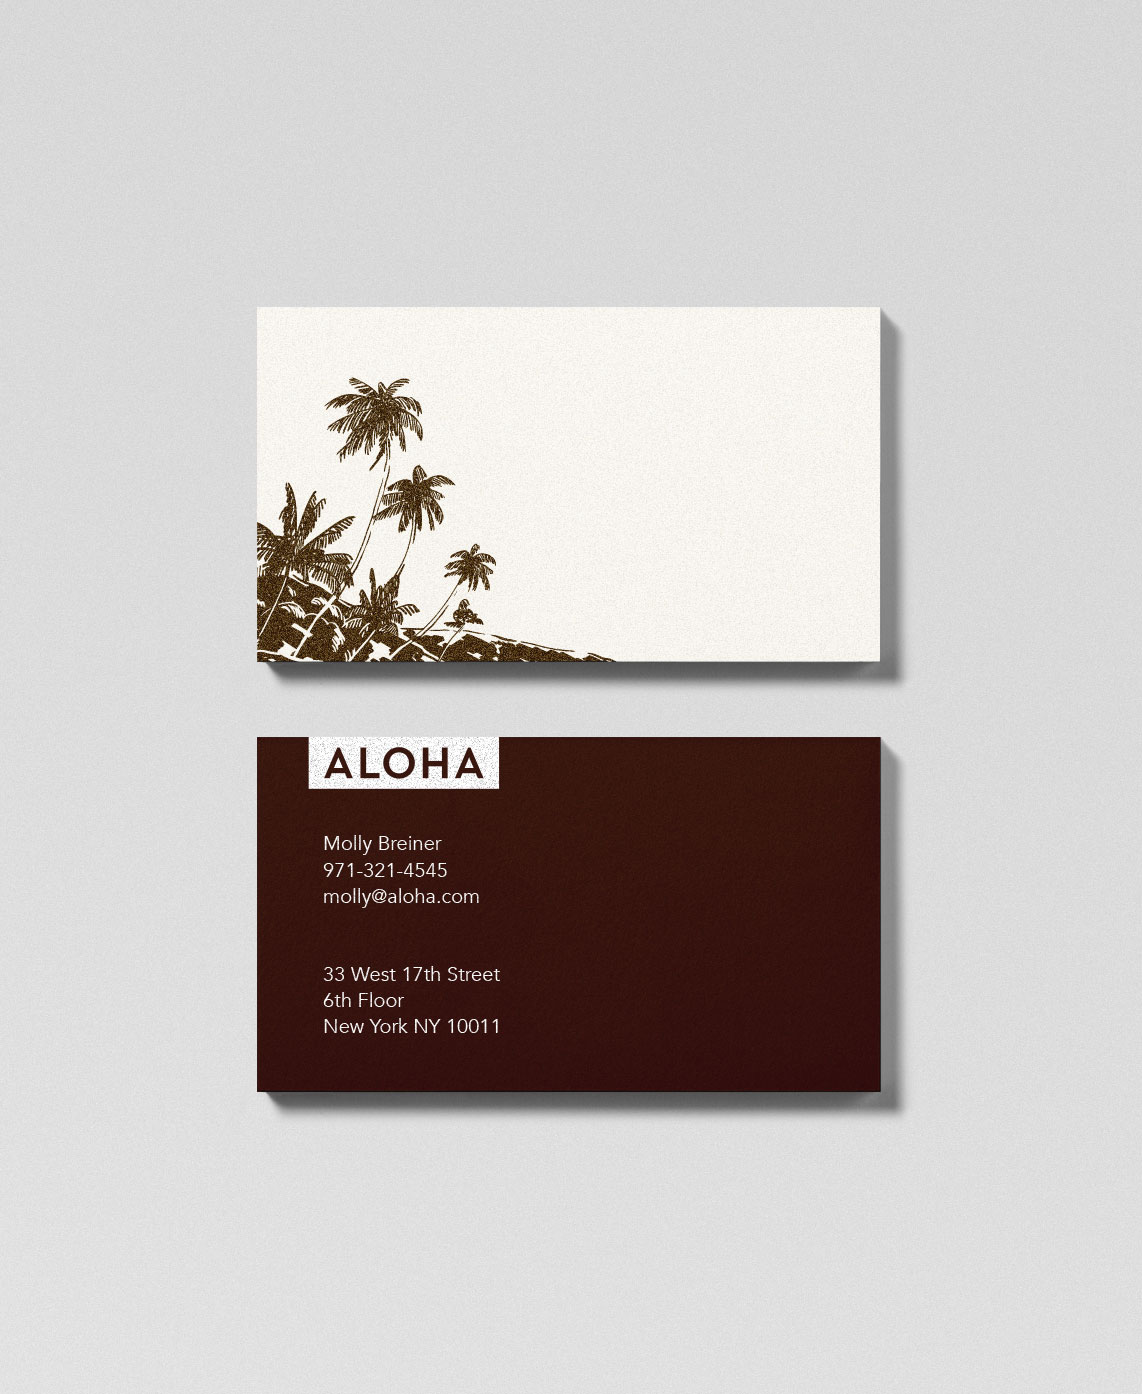 ALOHA
Molly Breiner
971-321-4545
molly@aloha.com
33 West 17th Street
6th Floor
New York NY 10011